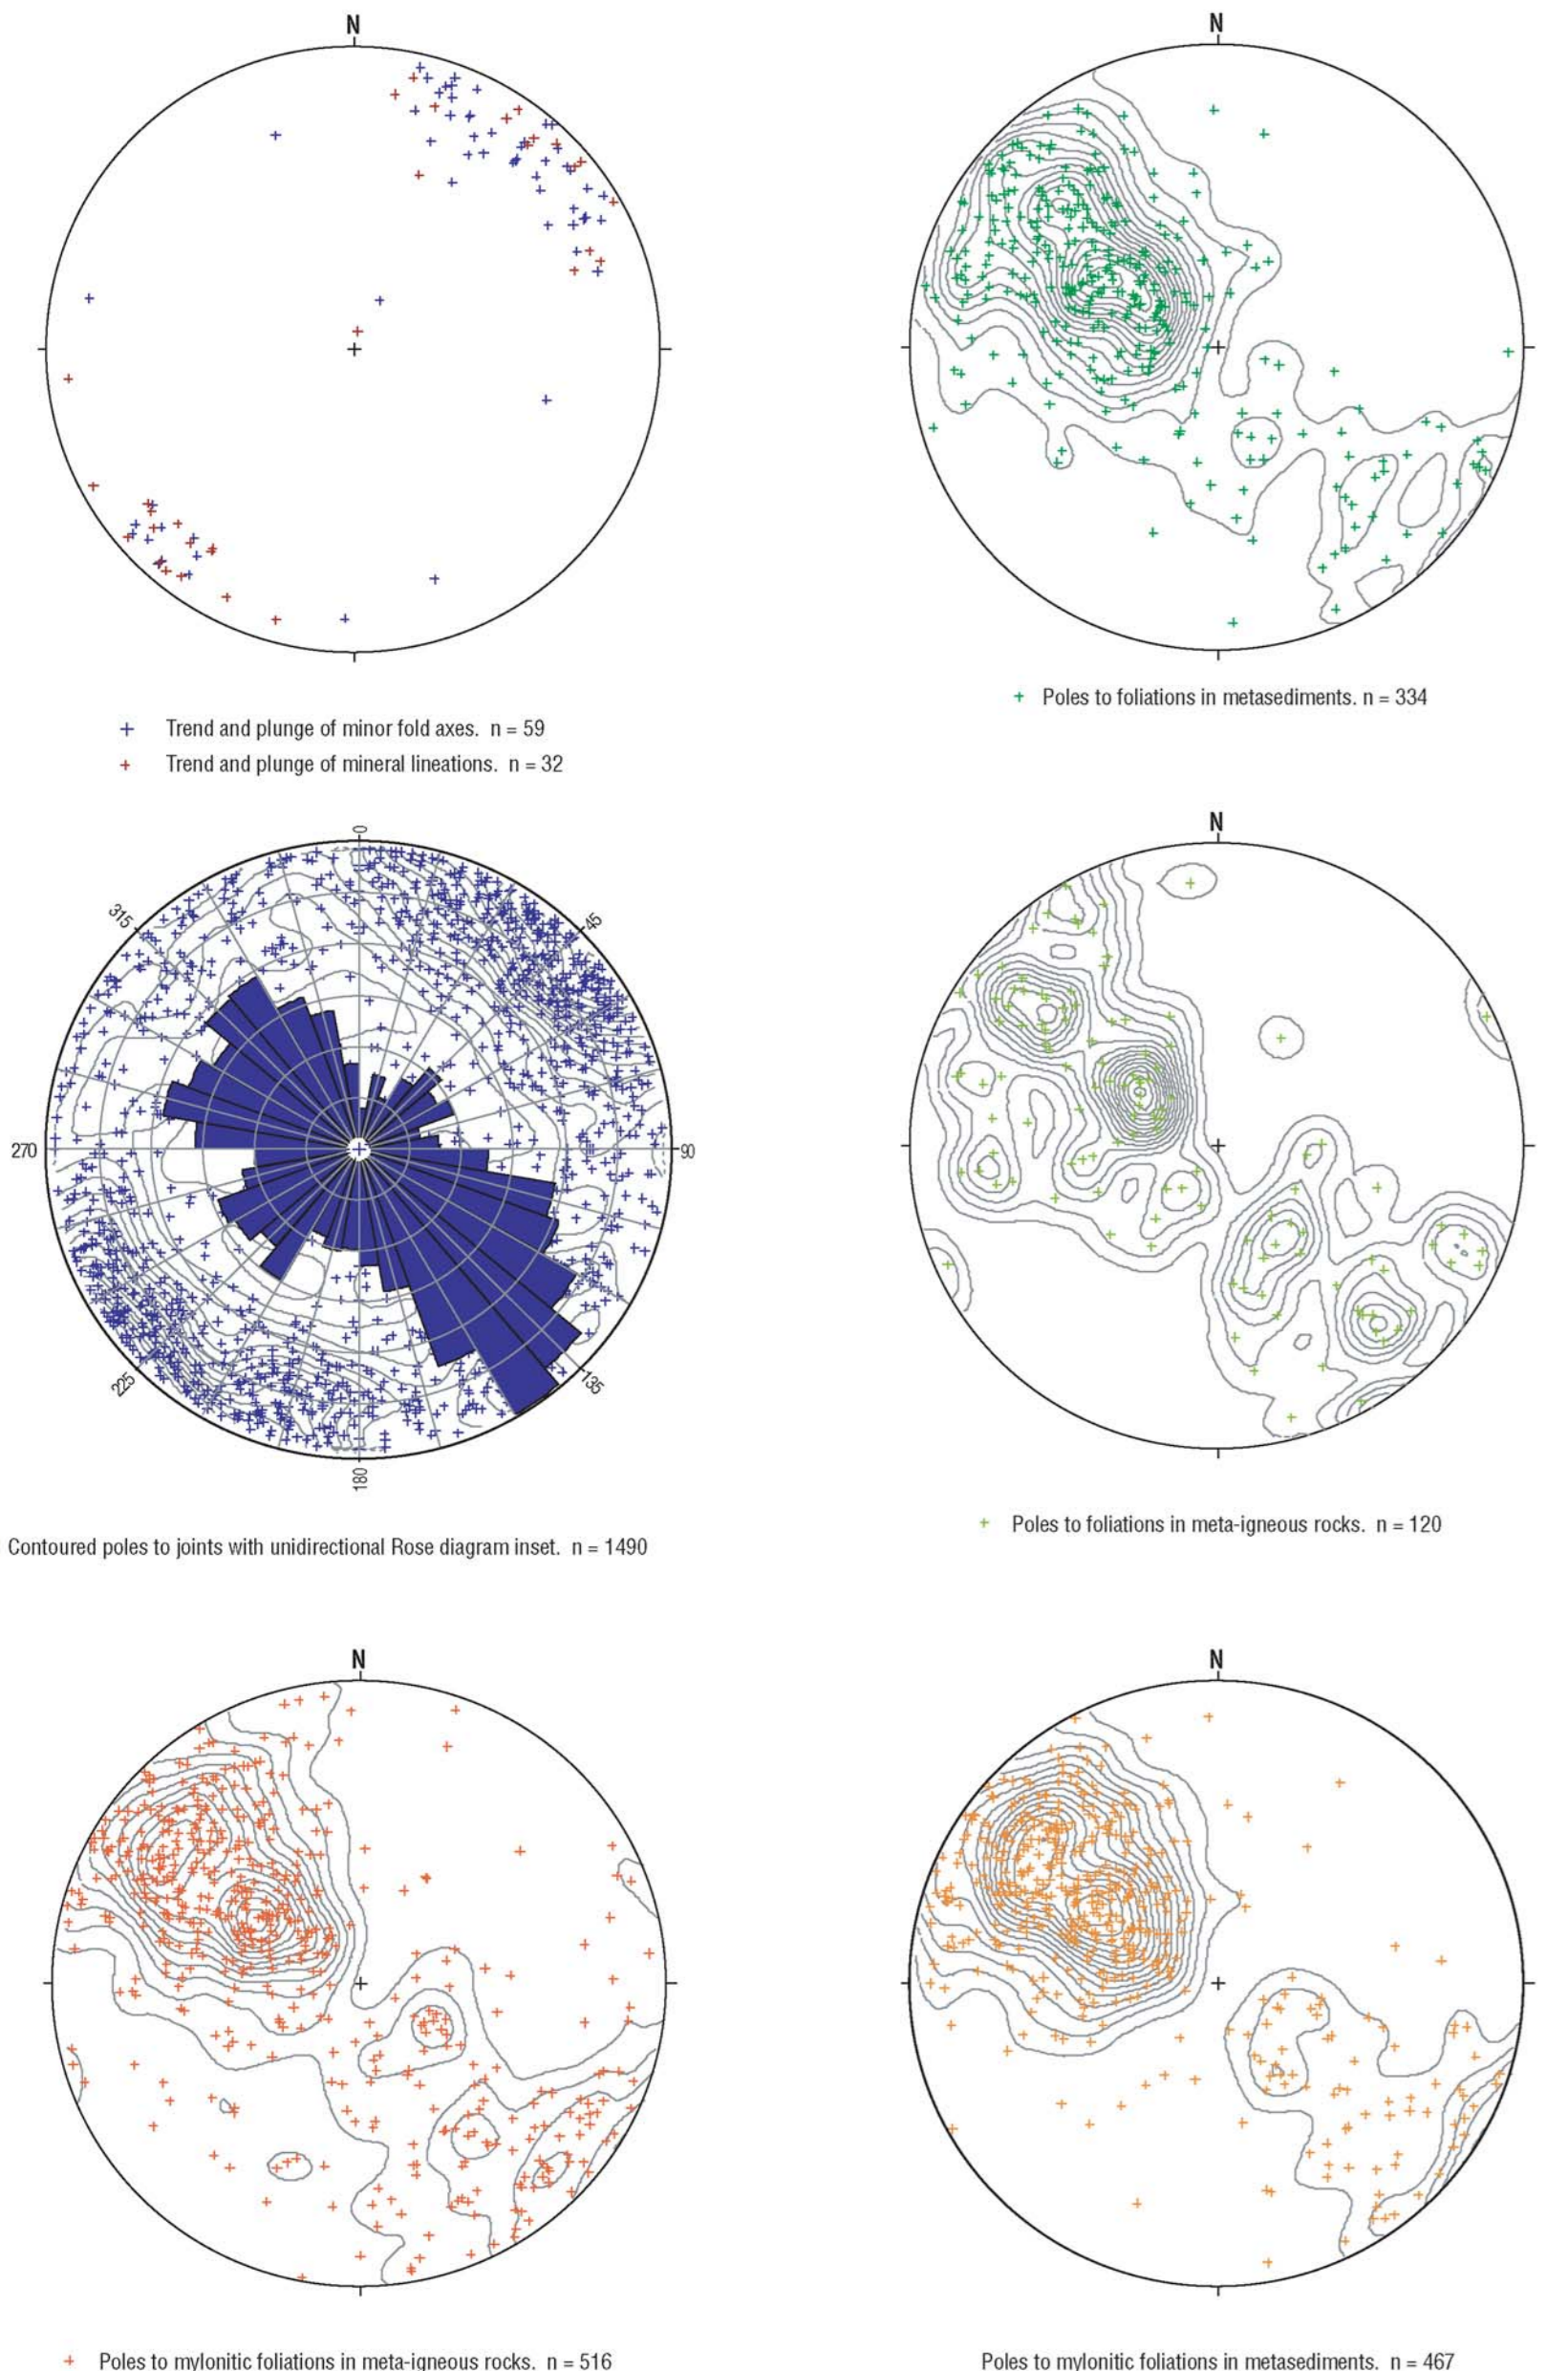 N
N
+ Trend and plunge of minor fold axes. n = 59
+ Trend and plunge of mineral lineations. n = 32
+ Poles to foliations in metasediments. n = 334
0
45
90
135
180
225
270
315
N
Contoured poles to joints with unidirectional Rose diagram inset. n = 1490
+ Poles to foliations in meta-igneous rocks. n = 120
N
N
+ Poles to mylonitic foliations in meta-igneous rocks. n = 516
Poles to mylonitic foliations in metasediments. n = 467